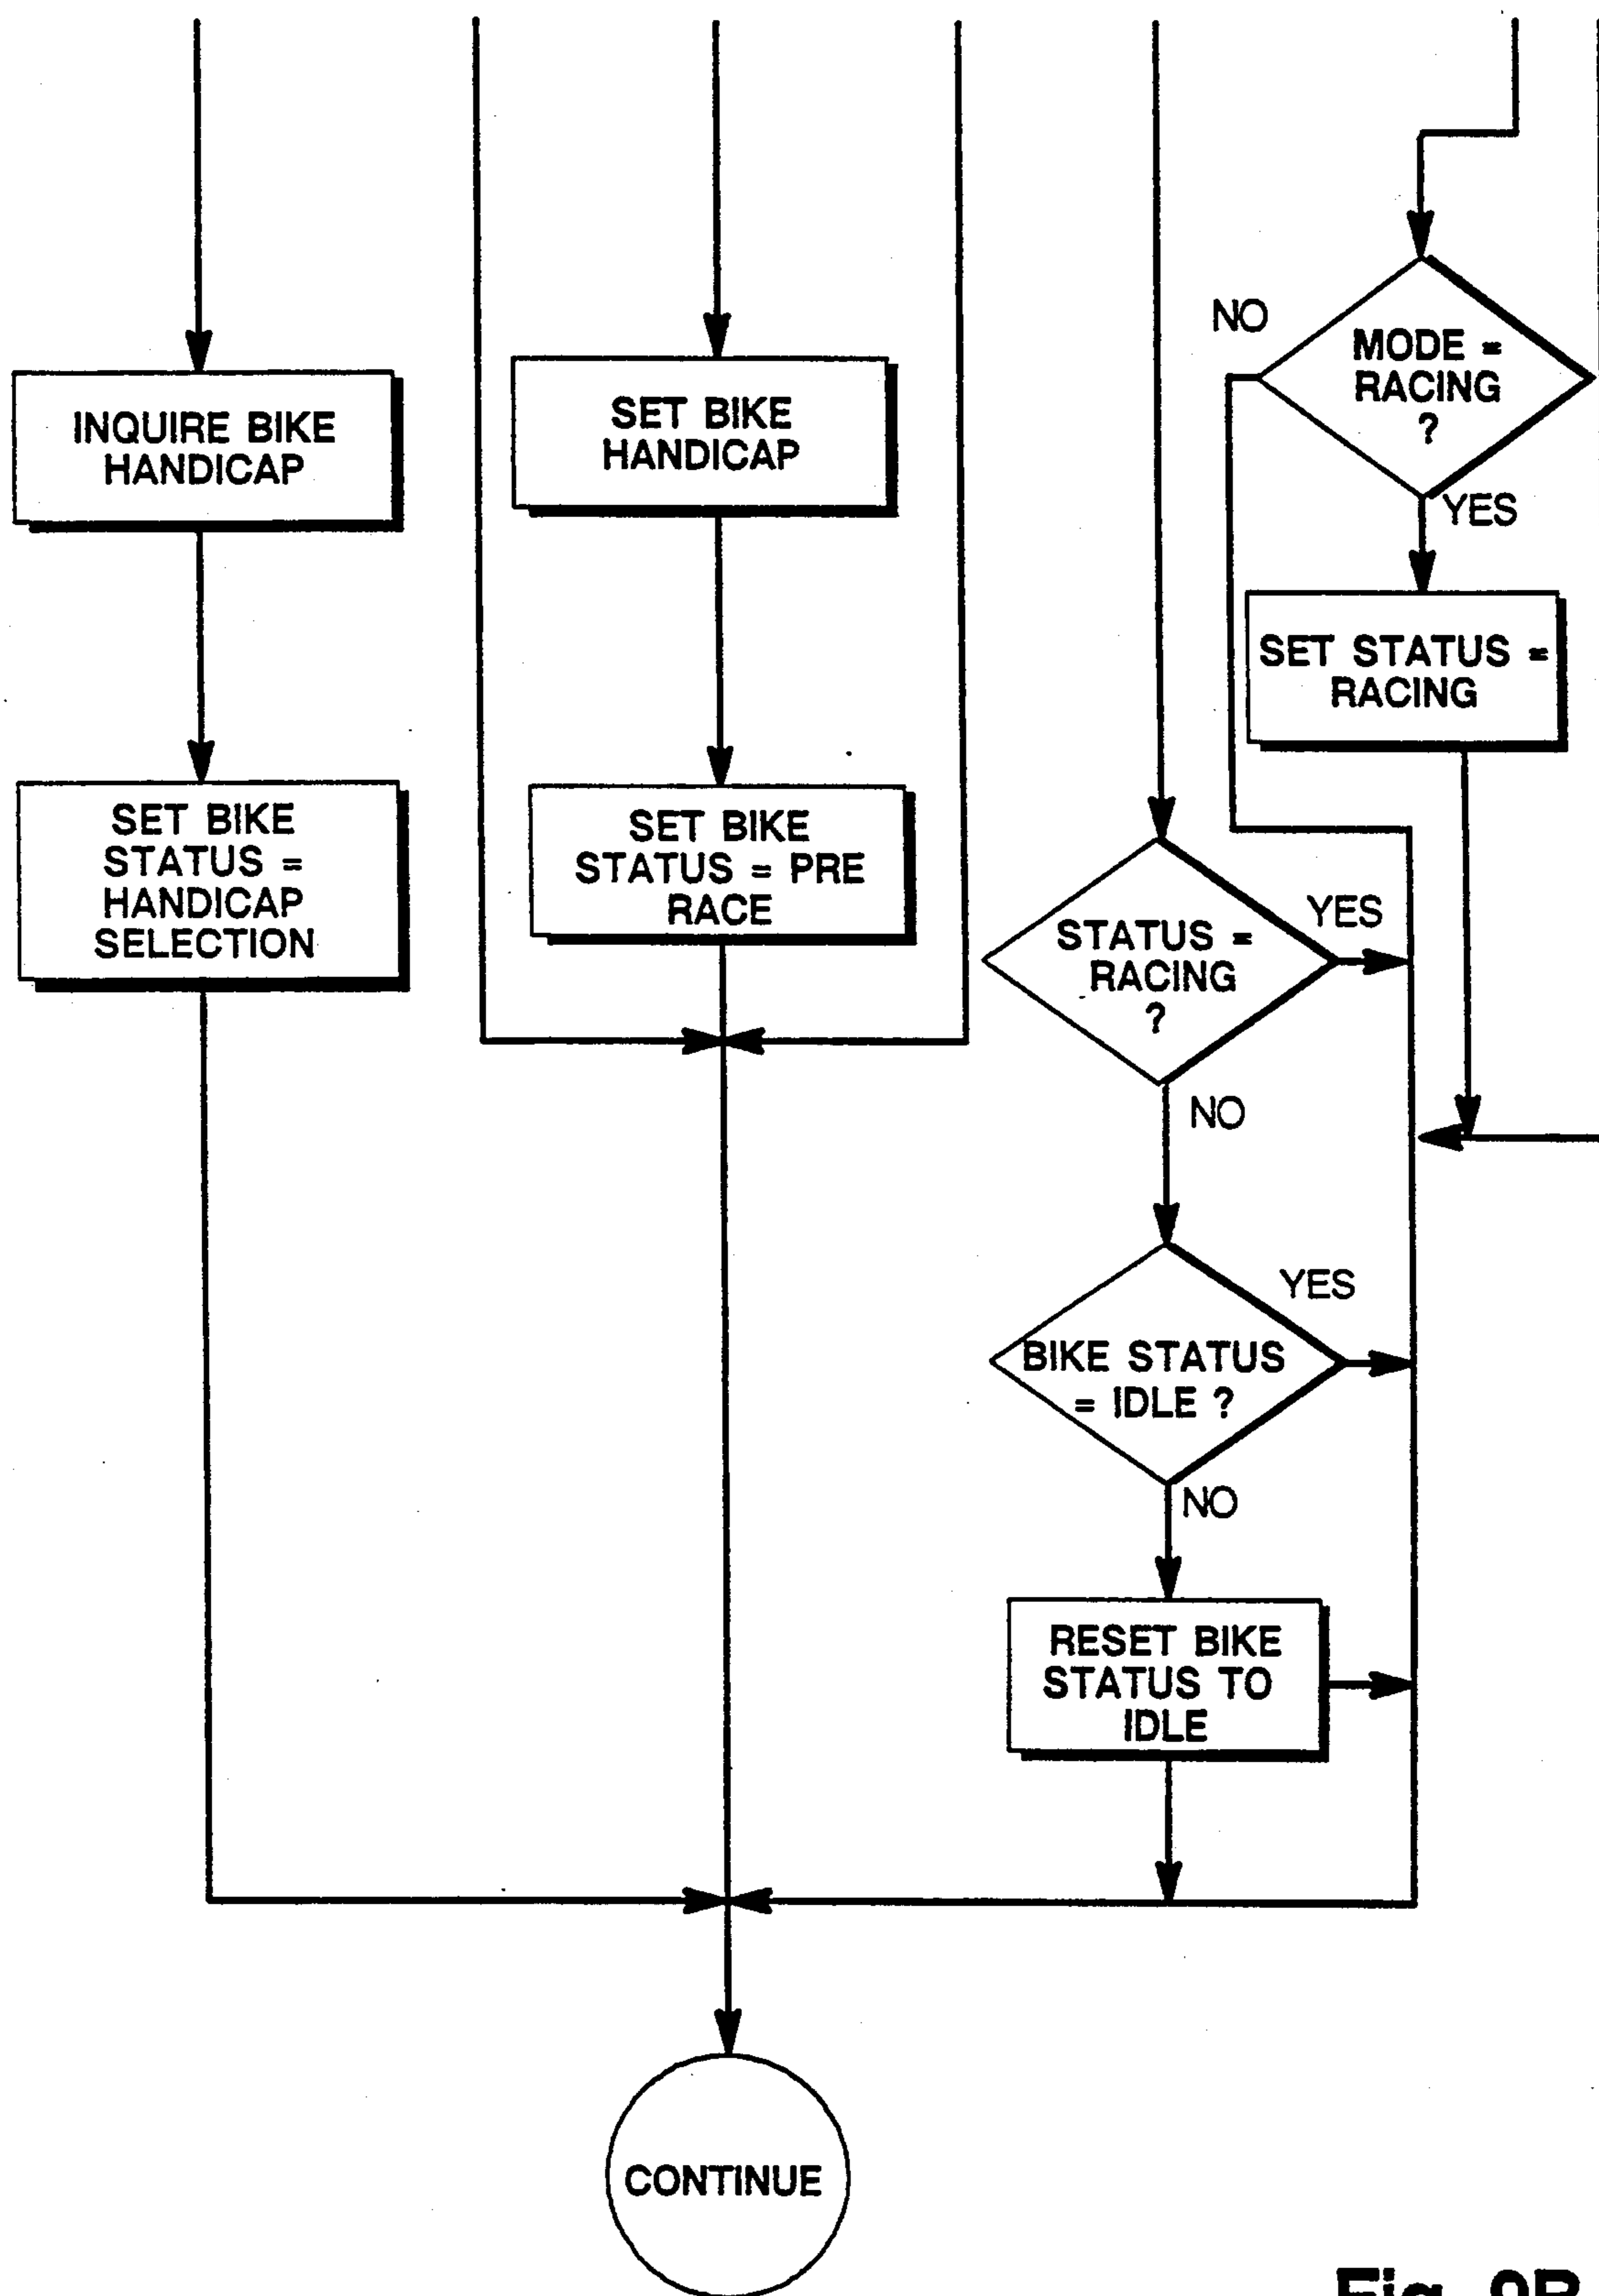 NO
MODE =
RACING
?
YES
INQUIRE BIKE
HANDICAP
SET BIKE
HANDICAP
SET STATUS =
RACING
SET BIKE
STATUS =
HANDICAP
SELECTION
SET BIKE
STATUS = PRE
RACE
STATUS =
RACING
?
YES
NO
BIKE STATUS
= IDLE ?
YES
NO
RESET BIKE
STATUS TO
IDLE
CONTINUE
Fig. 9B